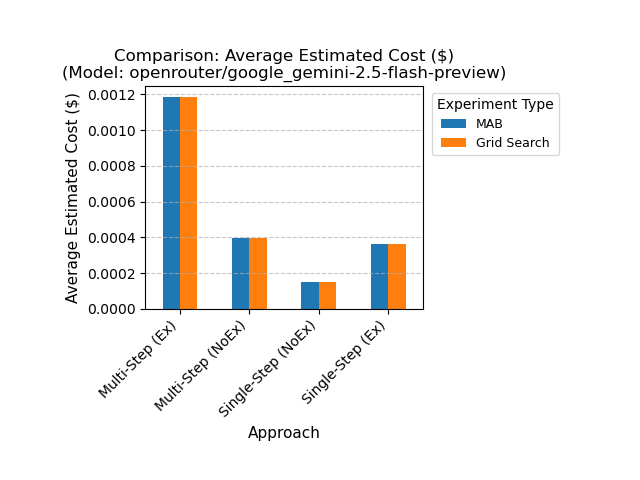 Comparison: Average Estimated Cost ($)
(Model: openrouter/google_gemini-2.5-flash-preview)
Average Estimated Cost ($)
0.0012
0.0010
0.0008
0.0006
0.0004
0.0002
0.0000
Multi-Step (Ex)
Multi-Step (NoEx)
Single-Step (NoEx)
Single-Step (Ex)
Approach
Experiment Type
MAB
Grid Search